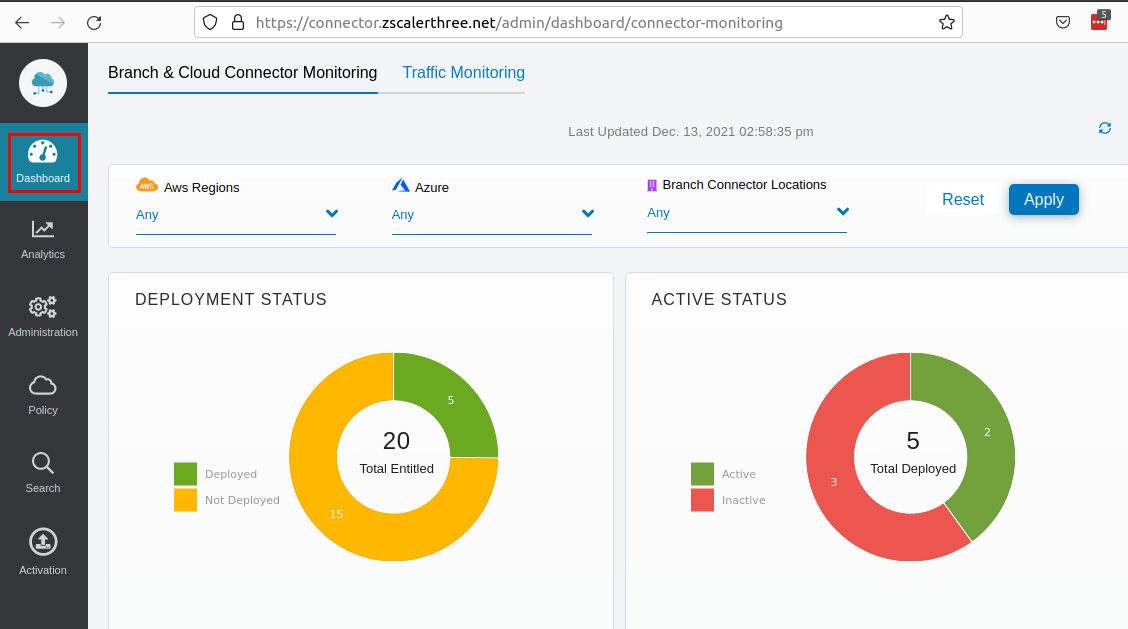 https://connector.zscalerthree.net/admin/dashboard/connector-monitoring
5
Branch & Cloud Connector Monitoring
Traffic Monitoring
Last Updated Dec. 13, 2021 02:58:35 pm
Dashboard
Analytics
Administration
Policy
Search
Activation
AWS Aws Regions
Any
Azure
Any
Branch Connector Locations
Any
Reset
Apply
DEPLOYMENT STATUS
5
20
Total Entitled
15
Deployed
Not Deployed
ACTIVE STATUS
2
5
Total Deployed
3
Active
Inactive